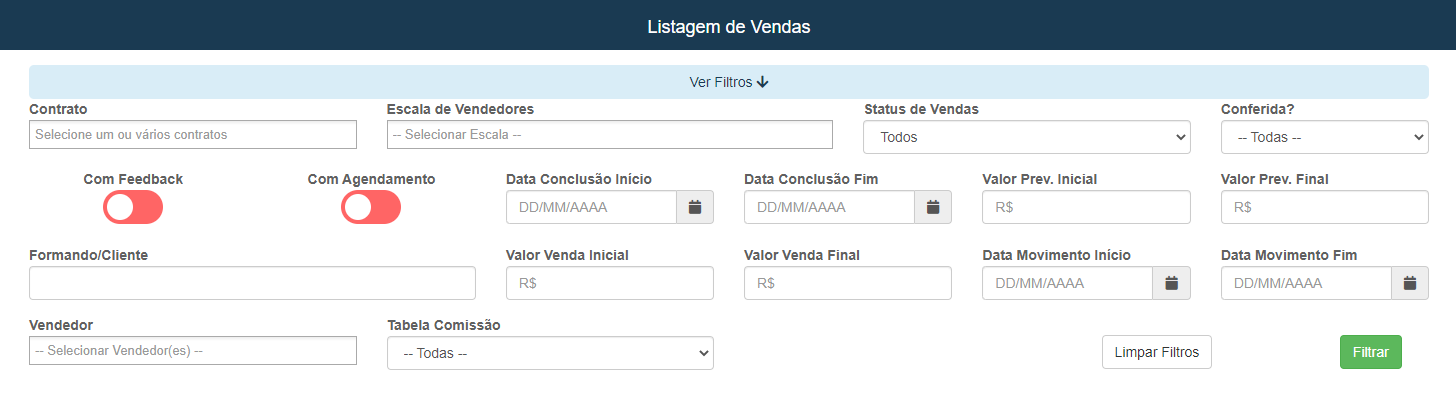 Listagem de Vendas
Ver Filtros
Contrato Escala de Vendedores Status de Vendas Conferida?
Selecione um ou vários contratos -- Selecionar Escala -- Todos -- Todas --
Com Feedback Com Agendamento Data Conclusão Início Data Conclusão Fim Valor Prev. Inicial Valor Prev. Final
DD/MM/AAAA DD/MM/AAAA R$ R$
Formando/Cliente Valor Venda Inicial Valor Venda Final Data Movimento Início Data Movimento Fim
R$ R$ DD/MM/AAAA DD/MM/AAAA
Vendedor Tabela Comissão
-- Selecionar Vendedor(es) -- -- Todas -- Limpar Filtros Filtrar